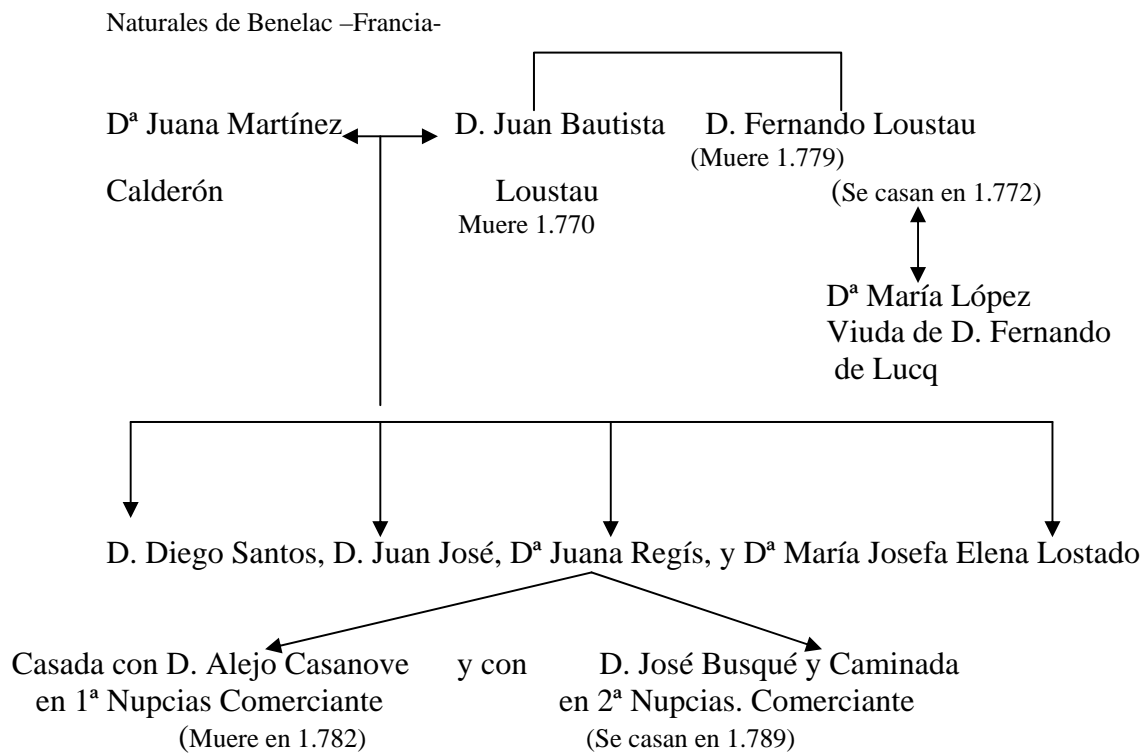 Naturales de Benelac –Francia-
Dª Juana Martínez D. Juan Bautista D. Fernando Loustau
(Muere 1.779)
Calderón Loustau (Se casan en 1.772)
Muere 1.770
Dª María López
Viuda de D. Fernando
de Lucq
D. Diego Santos, D. Juan José, Dª Juana Regís, y Dª María Josefa Elena Lostado
Casada con D. Alejo Casanove y con D. José Busqué y Caminada
en 1ª Nupcias Comerciante en 2ª Nupcias. Comerciante
(Muere en 1.782) (Se casan en 1.789)